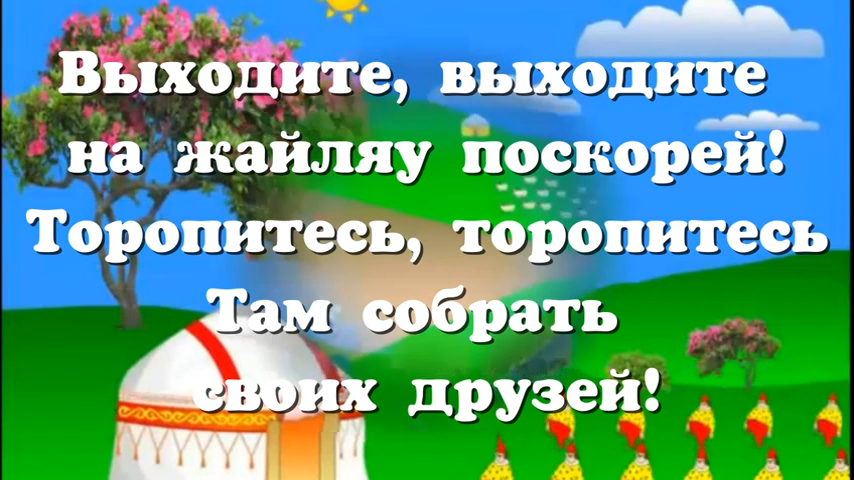 Выходите, выходите
на жайляу поскорей!
Торопитесь, торопитесь
Там собрать
своих друзей!